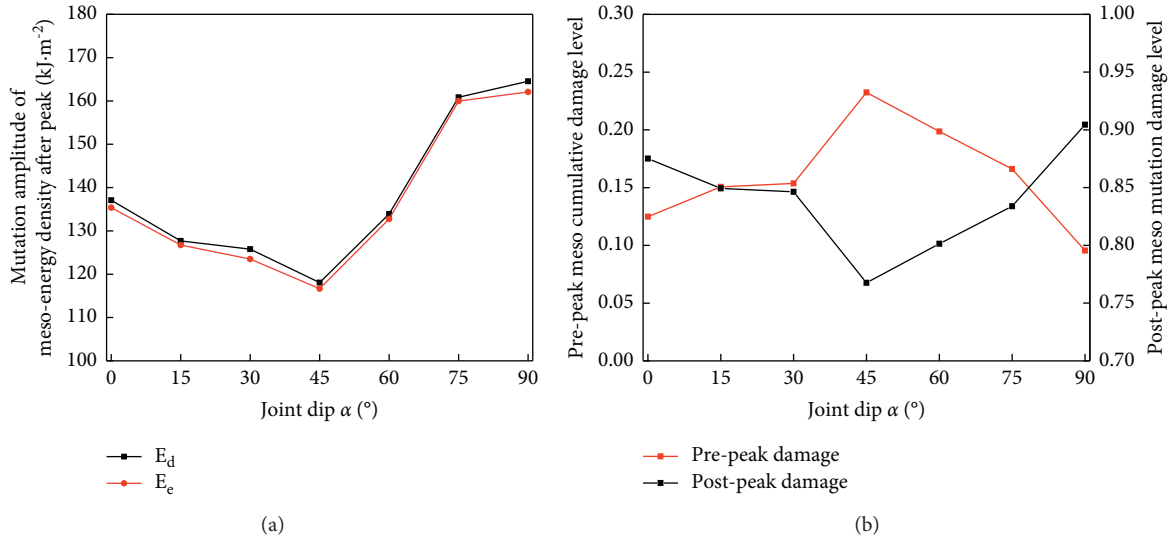 Mutation amplitude of
meso-energy density after peak (kJ·m⁻²)
180
170
160
150
140
130
120
110
100
0 15 30 45 60 75 90
Joint dip α (°)
E_d
E_e
(a)
Pre-peak meso cumulative damage level
0.30
0.25
0.20
0.15
0.10
0.05
0.00
1.00
0.95
0.90
0.85
0.80
0.75
0.70
Post-peak meso mutation damage level
0 15 30 45 60 75 90
Joint dip α (°)
Pre-peak damage
Post-peak damage
(b)